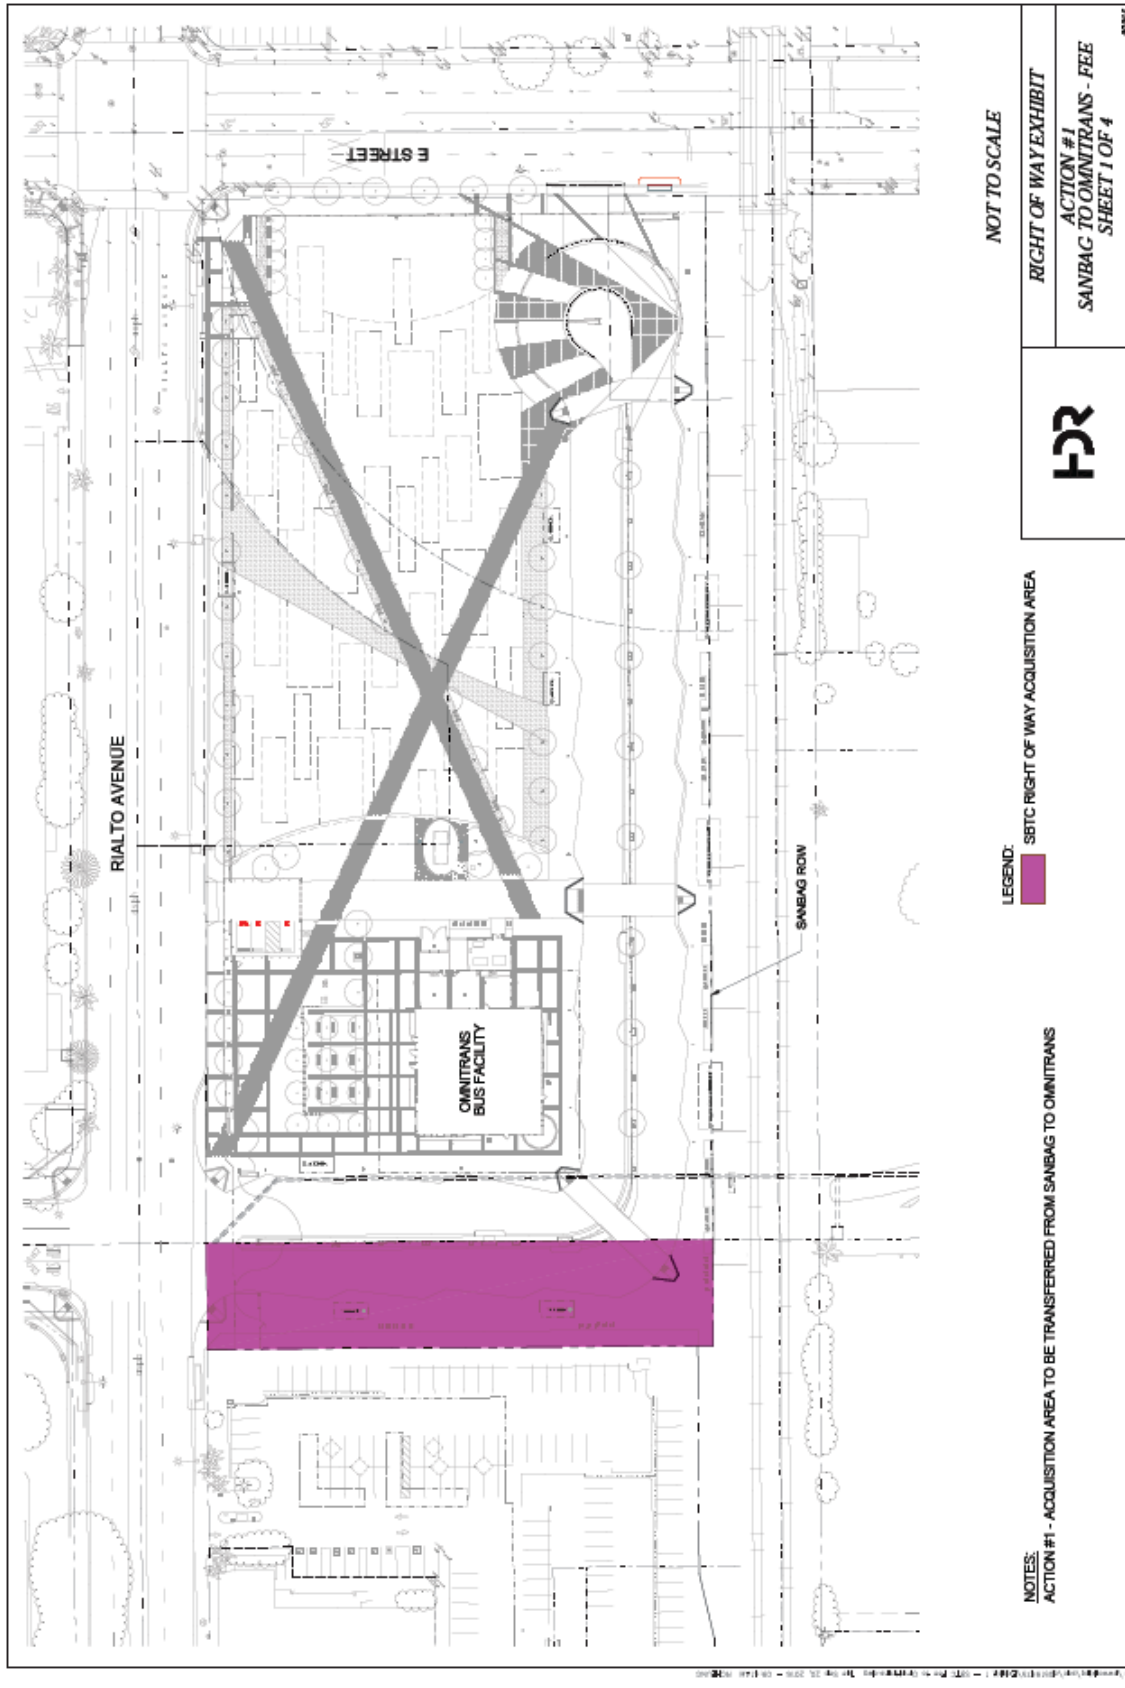 E STREET
RIALTO AVENUE
OMNITRANS
BUS FACILITY
SANBAG ROW
NOT TO SCALE
LEGEND:
SBTC RIGHT OF WAY ACQUISITION AREA
NOTES:
ACTION #1 - ACQUISITION AREA TO BE TRANSFERRED FROM SANBAG TO OMNITRANS
HDR
RIGHT OF WAY EXHIBIT
ACTION #1
SANBAG TO OMNITRANS - FEE
SHEET 1 OF 4